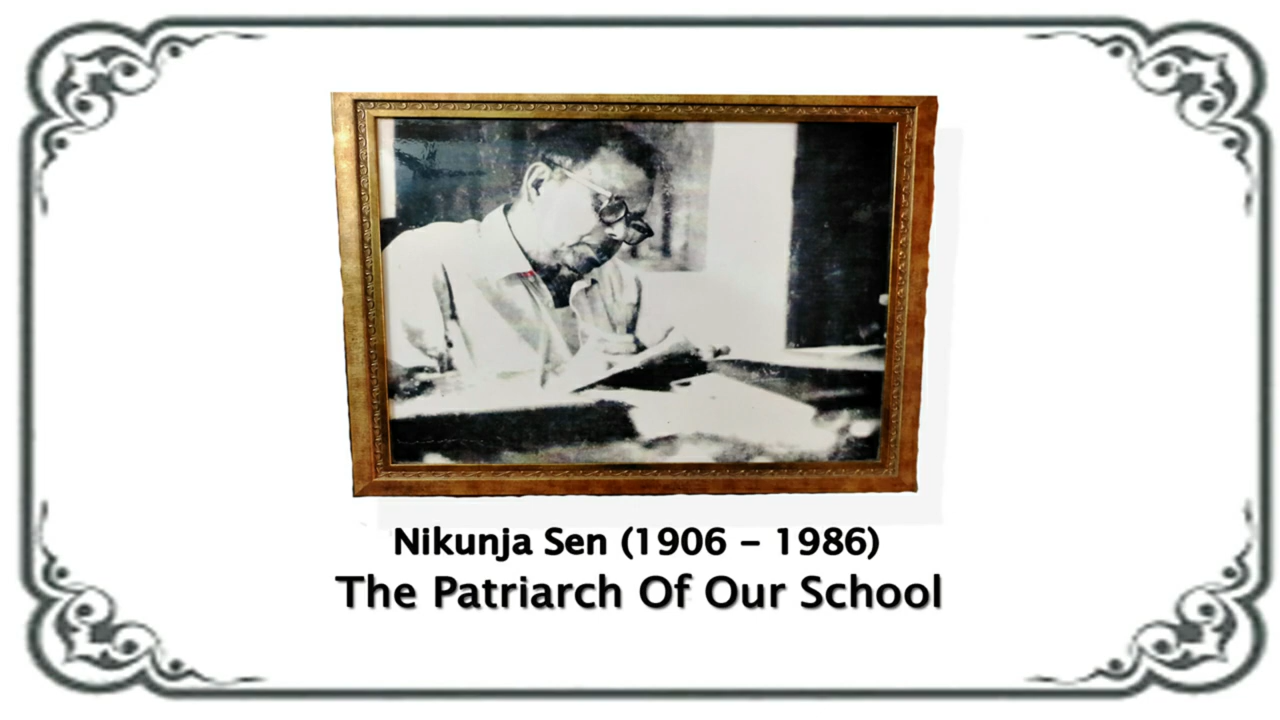 Nikunja Sen (1906 – 1986)
The Patriarch Of Our School